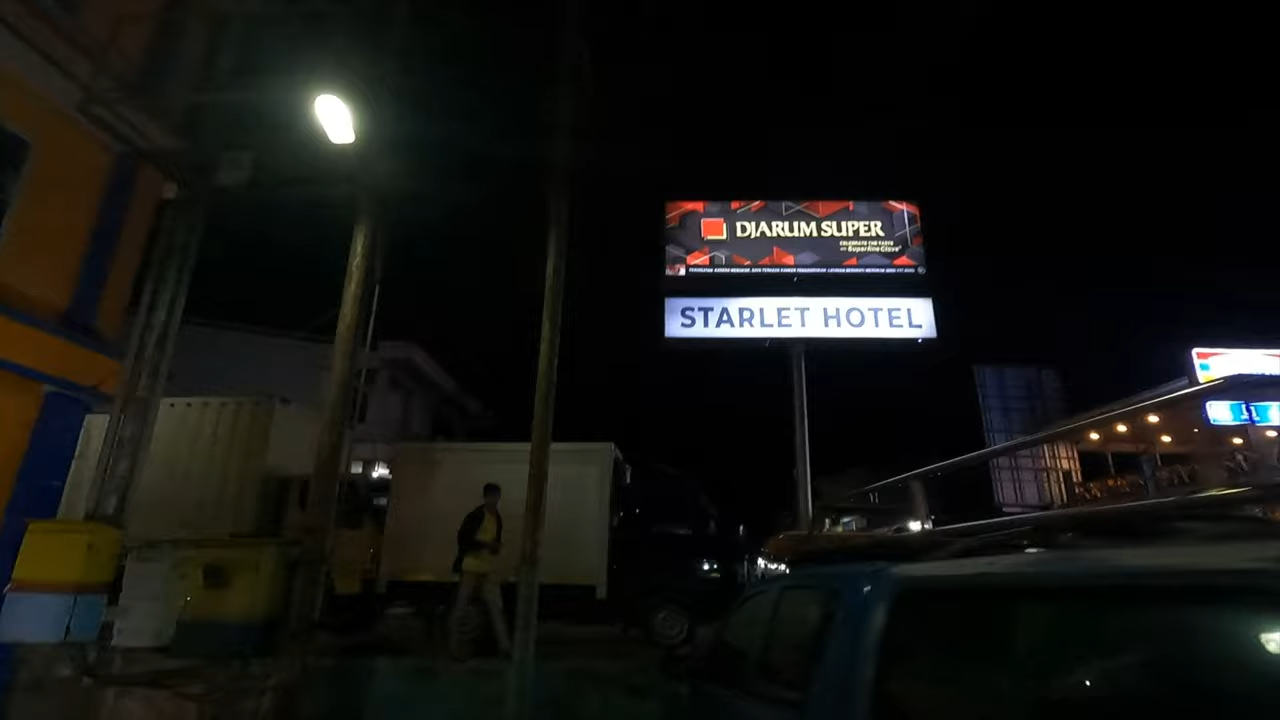 DJARUM SUPER
CELEBRATE THE TASTE
OF Superfine Clove
STARLET HOTEL